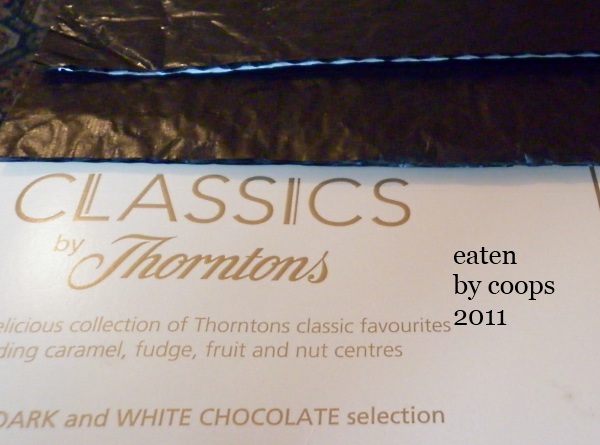 CLASSICS
by Thorntons
elicious collection of Thorntons classic favourites
ding caramel, fudge, fruit and nut centres
DARK and WHITE CHOCOLATE selection
eaten
by coops
2011